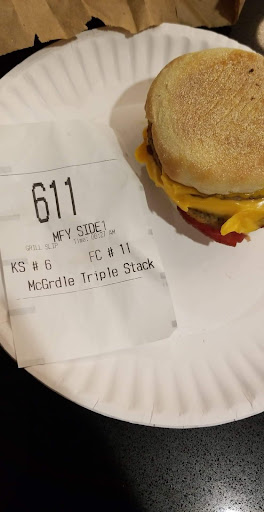 611
MFY SIDE1
GRILL SLIP
KS # 6 FC # 11
McGrdle Triple Stack